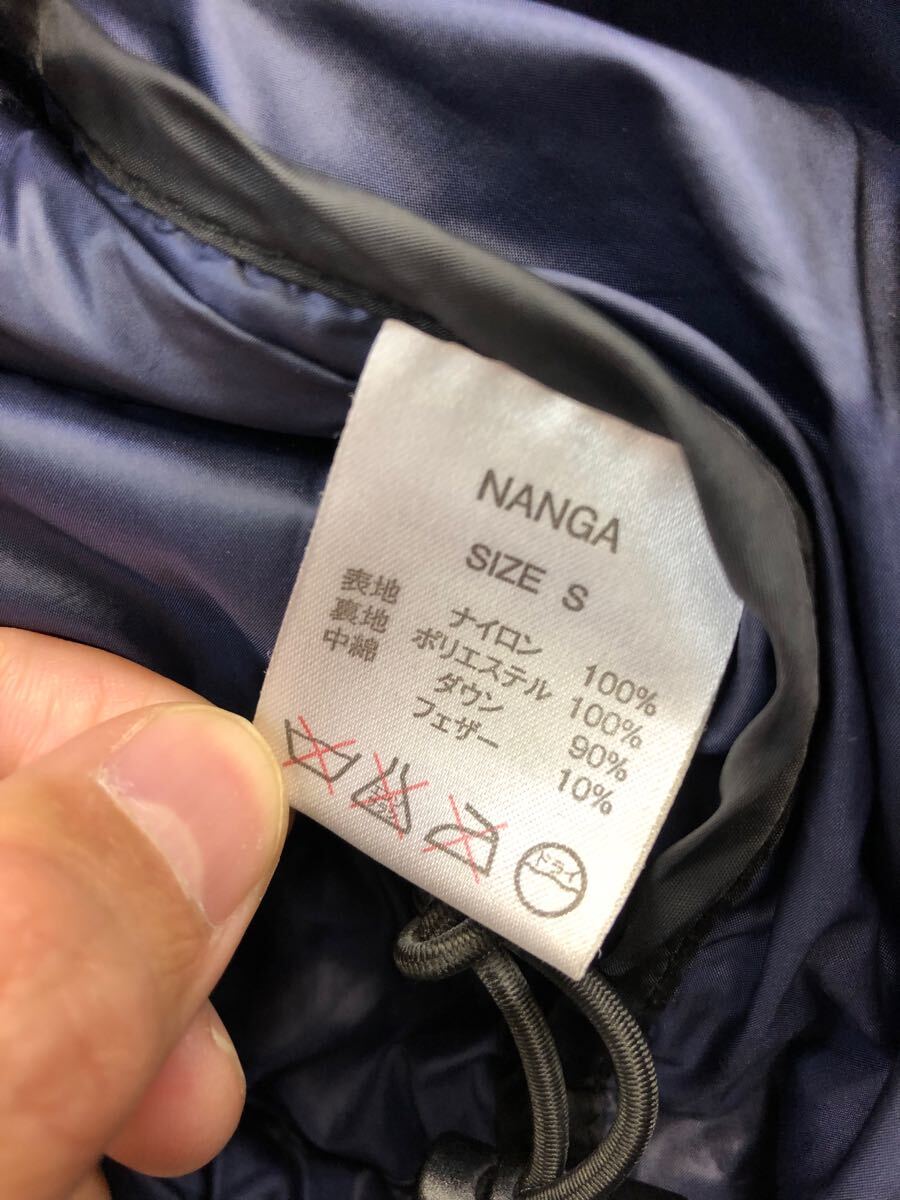 NANGA
SIZE S
表地 ナイロン 100%
裏地 ポリエステル 100%
中綿 ダウン 90%
フェザー 10%
ドライ